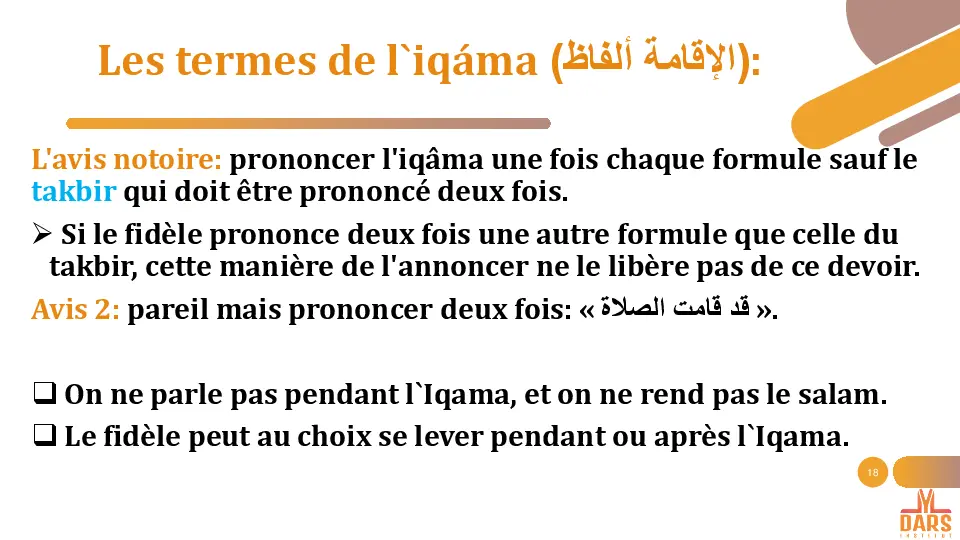 Les termes de l`iqáma (الإقامة ألفاظ):
L'avis notoire: prononcer l'iqâma une fois chaque formule sauf le
takbir qui doit être prononcé deux fois.
➢ Si le fidèle prononce deux fois une autre formule que celle du
takbir, cette manière de l'annoncer ne le libère pas de ce devoir.
Avis 2: pareil mais prononcer deux fois: « قد قامت الصلاة ».
❑ On ne parle pas pendant l`Iqama, et on ne rend pas le salam.
❑ Le fidèle peut au choix se lever pendant ou après l`Iqama.
18
DARS
INSTITUT